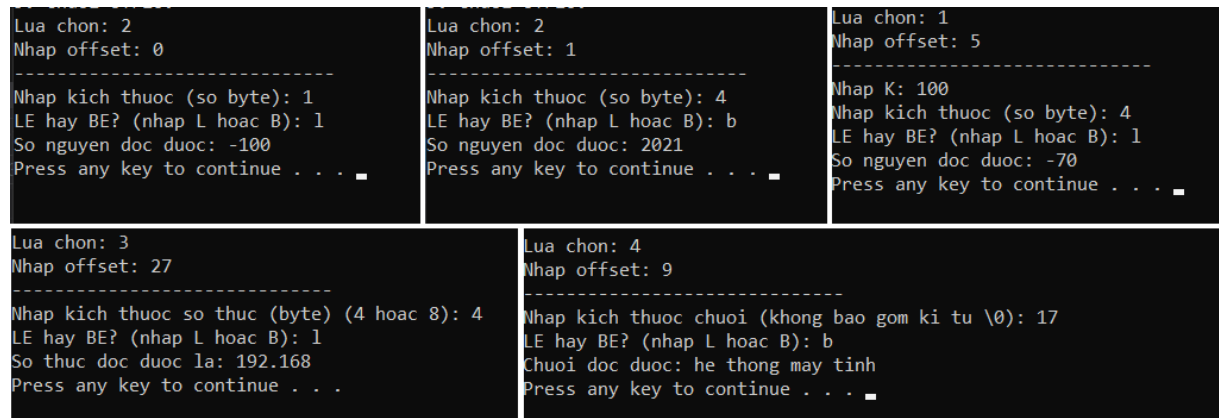 Lua chon: 2
Nhap offset: 0
------------------------------
Nhap kich thuoc (so byte): 1
LE hay BE? (nhap L hoac B): l
So nguyen doc duoc: -100
Press any key to continue . . .
Lua chon: 2
Nhap offset: 1
------------------------------
Nhap kich thuoc (so byte): 4
LE hay BE? (nhap L hoac B): b
So nguyen doc duoc: 2021
Press any key to continue . . .
Lua chon: 1
Nhap offset: 5
------------------------------
Nhap K: 100
Nhap kich thuoc (so byte): 4
LE hay BE? (nhap L hoac B): l
So nguyen doc duoc: -70
Press any key to continue . . .
Lua chon: 3
Nhap offset: 27
------------------------------
Nhap kich thuoc so thuc (byte) (4 hoac 8): 4
LE hay BE? (nhap L hoac B): l
So thuc doc duoc la: 192.168
Press any key to continue . . .
Lua chon: 4
Nhap offset: 9
------------------------------
Nhap kich thuoc chuoi (khong bao gom ki tu \0): 17
LE hay BE? (nhap L hoac B): b
Chuoi doc duoc: he thong may tinh
Press any key to continue . . .